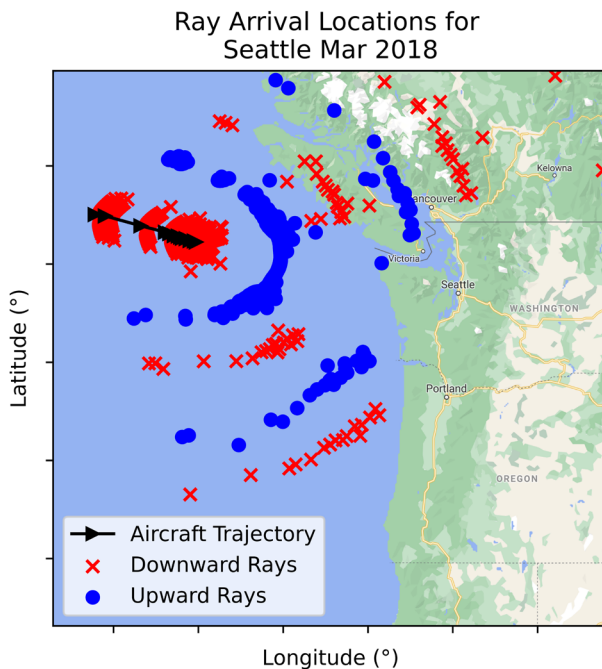 Ray Arrival Locations for
Seattle Mar 2018
Kelowna
ancouver
Victoria
Seattle
WASHINGTON
Portland
OREGON
Latitude (°)
Aircraft Trajectory
Downward Rays
Upward Rays
Longitude (°)